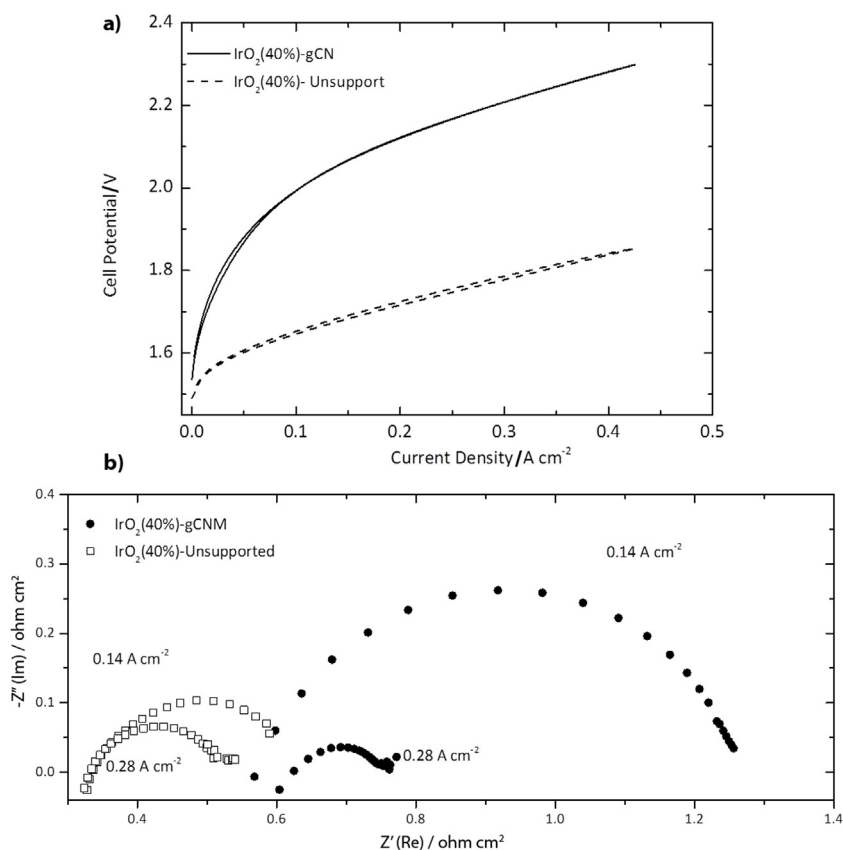 a)
2.4
2.2
2.0
1.8
1.6
Cell Potential/V
IrO2(40%)-gCN
IrO2(40%)- Unsupport
0.0 0.1 0.2 0.3 0.4 0.5
Current Density/A cm-2
b)
0.4
0.3
0.2
0.1
0.0
-Z″(Im) / ohm cm2
IrO2(40%)-gCNM
IrO2(40%)-Unsupported
0.14 A cm-2
0.14 A cm-2
0.28 A cm-2
0.28 A cm-2
0.4 0.6 0.8 1.0 1.2 1.4
Z′(Re) / ohm cm2